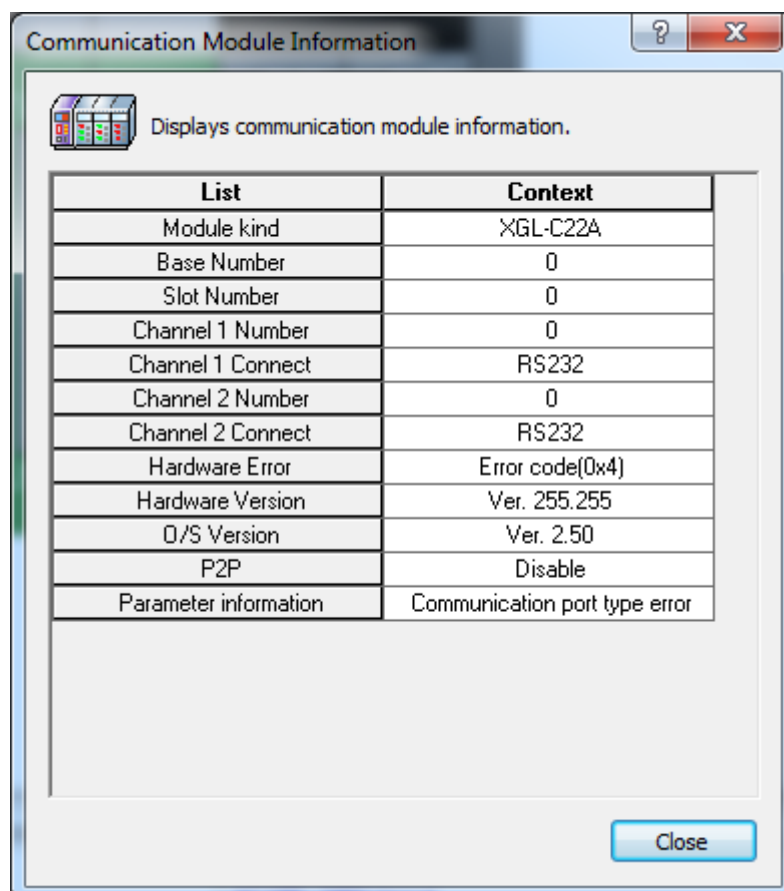 Communication Module Information
Displays communication module information.
List Context
Module kind XGL-C22A
Base Number 0
Slot Number 0
Channel 1 Number 0
Channel 1 Connect RS232
Channel 2 Number 0
Channel 2 Connect RS232
Hardware Error Error code(0x4)
Hardware Version Ver. 255.255
O/S Version Ver. 2.50
P2P Disable
Parameter information Communication port type error
Close